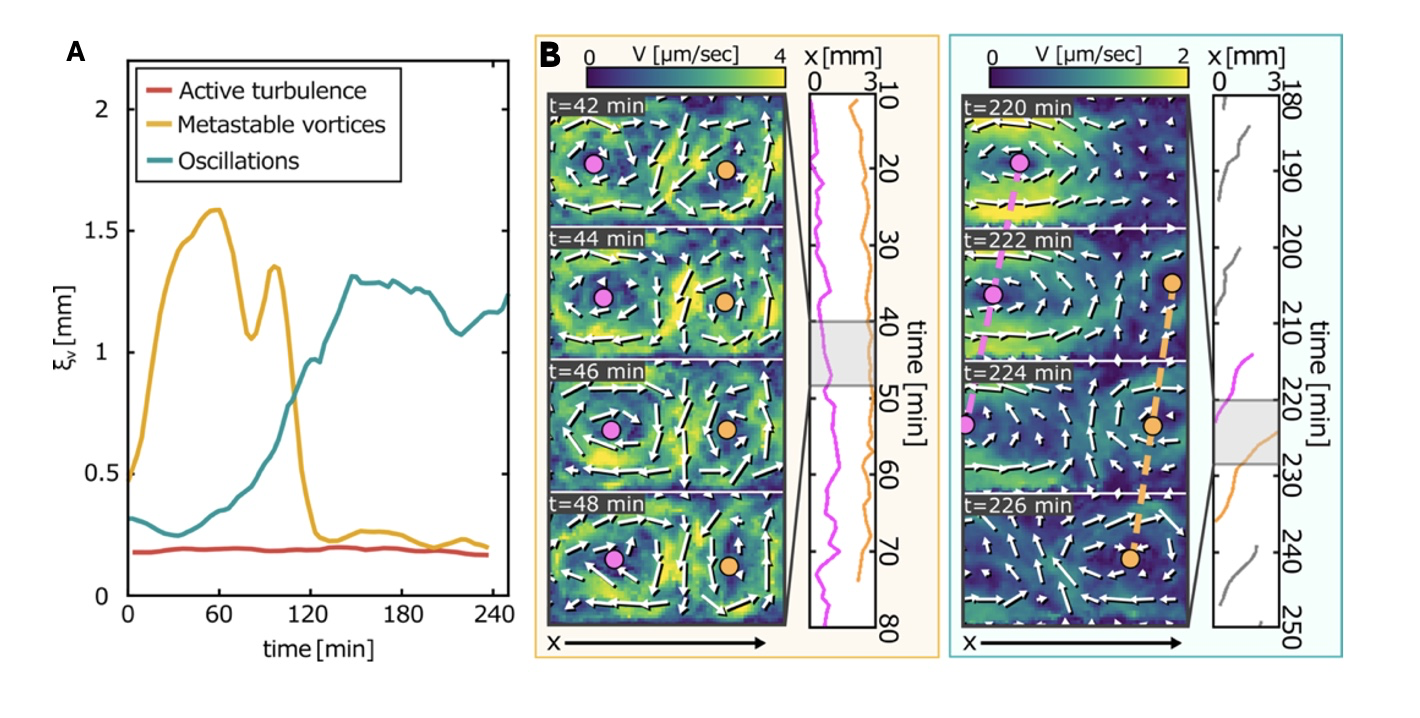 A
ξv [mm]
2
1.5
1
0.5
0
Active turbulence
Metastable vortices
Oscillations
0 60 120 180 240
time [min]
B
0 V [µm/sec] 4
x [mm]
0 3
t=42 min
t=44 min
t=46 min
t=48 min
x
10
20
30
40
50
60
70
80
time [min]
0 V [µm/sec] 2
x [mm]
0 3
t=220 min
t=222 min
t=224 min
t=226 min
x
180
190
200
210
220
230
240
250
time [min]